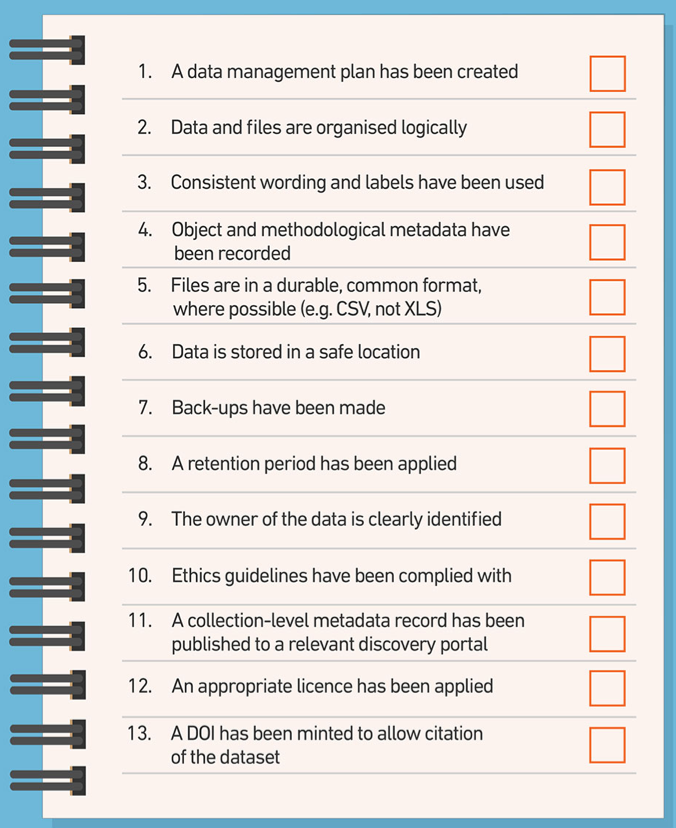 1. A data management plan has been created
2. Data and files are organised logically
3. Consistent wording and labels have been used
4. Object and methodological metadata have
been recorded
5. Files are in a durable, common format,
where possible (e.g. CSV, not XLS)
6. Data is stored in a safe location
7. Back-ups have been made
8. A retention period has been applied
9. The owner of the data is clearly identified
10. Ethics guidelines have been complied with
11. A collection-level metadata record has been
published to a relevant discovery portal
12. An appropriate licence has been applied
13. A DOI has been minted to allow citation
of the dataset